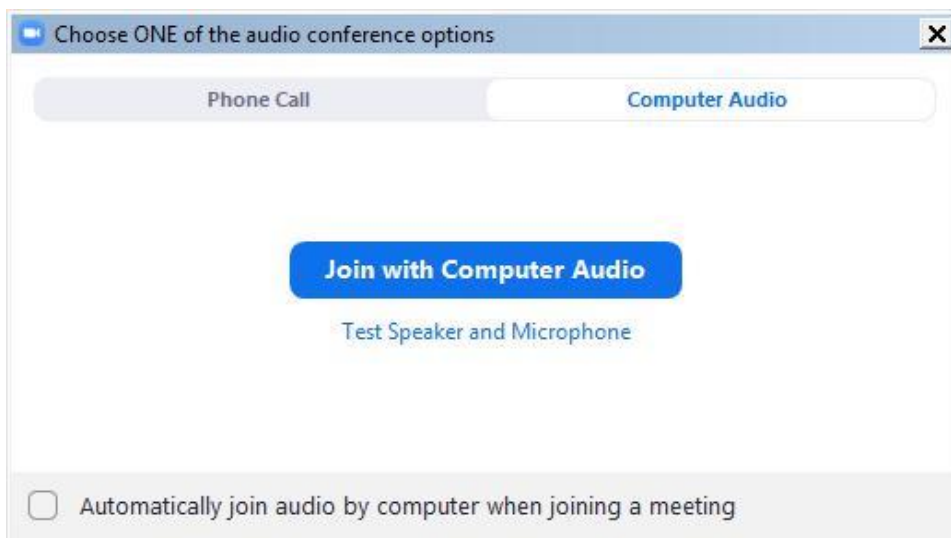 Choose ONE of the audio conference options
Phone Call
Computer Audio
Join with Computer Audio
Test Speaker and Microphone
Automatically join audio by computer when joining a meeting